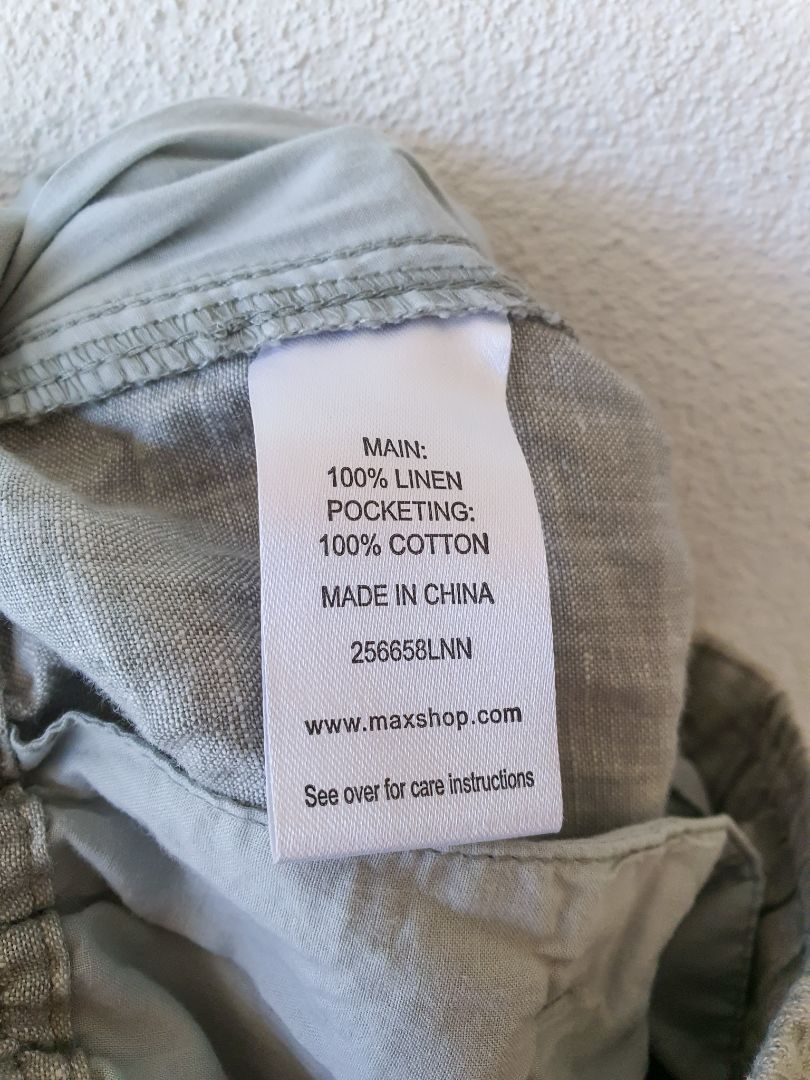 MAIN:
100% LINEN
POCKETING:
100% COTTON
MADE IN CHINA
256658LNN
www.maxshop.com
See over for care instructions